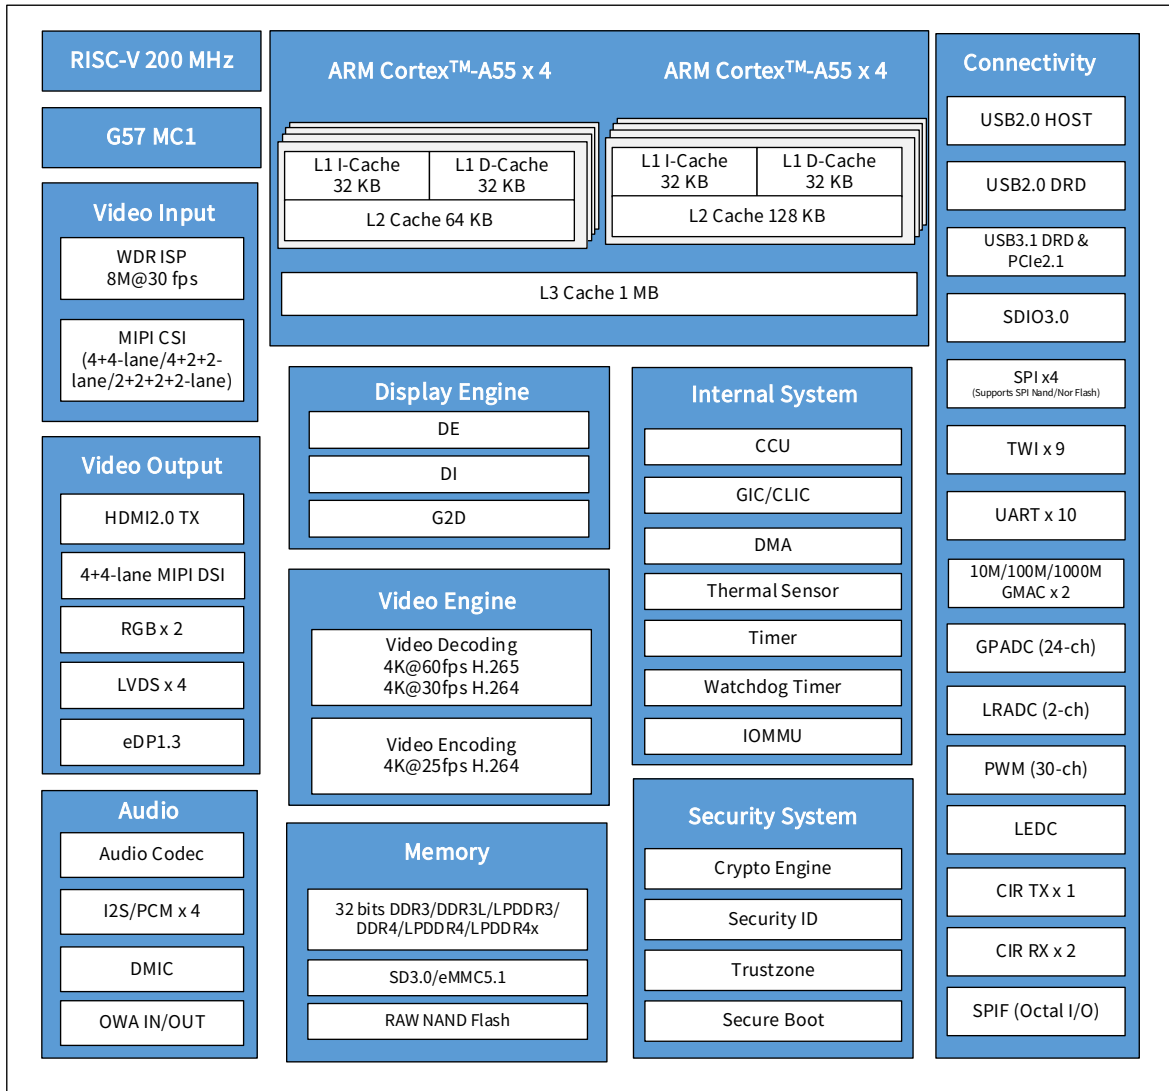 RISC-V 200 MHz
G57 MC1
Video Input
WDR ISP
8M@30 fps
MIPI CSI
(4+4-lane/4+2+2-
lane/2+2+2+2-lane)
Video Output
HDMI2.0 TX
4+4-lane MIPI DSI
RGB x 2
LVDS x 4
eDP1.3
Audio
Audio Codec
I2S/PCM x 4
DMIC
OWA IN/OUT
ARM Cortex™-A55 x 4
L1 I-Cache
32 KB
L1 D-Cache
32 KB
L2 Cache 64 KB
ARM Cortex™-A55 x 4
L1 I-Cache
32 KB
L1 D-Cache
32 KB
L2 Cache 128 KB
L3 Cache 1 MB
Display Engine
DE
DI
G2D
Video Engine
Video Decoding
4K@60fps H.265
4K@30fps H.264
Video Encoding
4K@25fps H.264
Memory
32 bits DDR3/DDR3L/LPDDR3/
DDR4/LPDDR4/LPDDR4x
SD3.0/eMMC5.1
RAW NAND Flash
Internal System
CCU
GIC/CLIC
DMA
Thermal Sensor
Timer
Watchdog Timer
IOMMU
Security System
Crypto Engine
Security ID
Trustzone
Secure Boot
Connectivity
USB2.0 HOST
USB2.0 DRD
USB3.1 DRD &
PCIe2.1
SDIO3.0
SPI x4
(Supports SPI Nand/Nor Flash)
TWI x 9
UART x 10
10M/100M/1000M
GMAC x 2
GPADC (24-ch)
LRADC (2-ch)
PWM (30-ch)
LEDC
CIR TX x 1
CIR RX x 2
SPIF (Octal I/O)